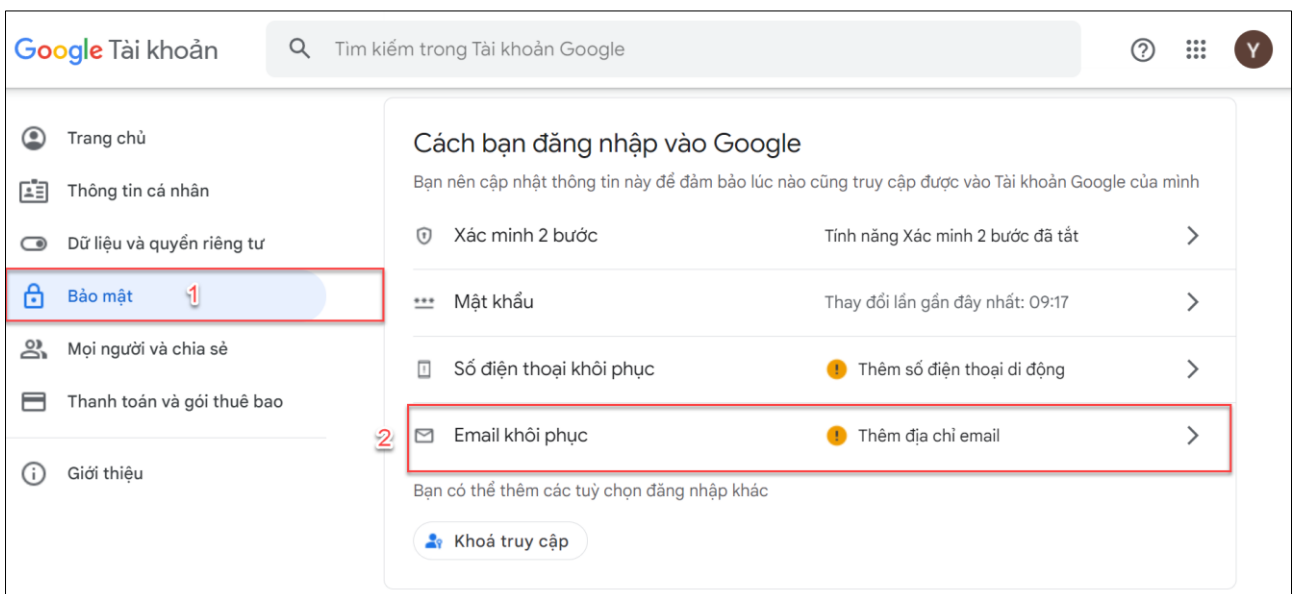 Google Tài khoản
Tìm kiếm trong Tài khoản Google
Y
Trang chủ
Thông tin cá nhân
Dữ liệu và quyền riêng tư
Bảo mật 1
Mọi người và chia sẻ
Thanh toán và gói thuê bao
Giới thiệu
Cách bạn đăng nhập vào Google
Bạn nên cập nhật thông tin này để đảm bảo lúc nào cũng truy cập được vào Tài khoản Google của mình
Xác minh 2 bước Tính năng Xác minh 2 bước đã tắt
Mật khẩu Thay đổi lần gần đây nhất: 09:17
Số điện thoại khôi phục Thêm số điện thoại di động
2 Email khôi phục Thêm địa chỉ email
Bạn có thể thêm các tuỳ chọn đăng nhập khác
Khoá truy cập